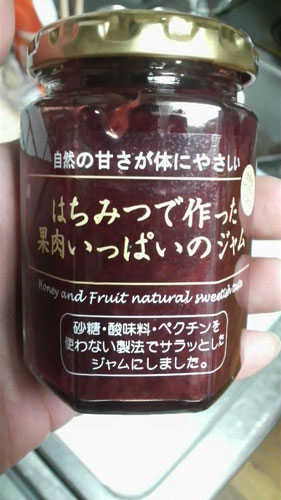 自然の甘さが体にやさしい
はちみつで作った
果肉いっぱいのジャム
Honey and Fruit natural sweetish taste
砂糖・酸味料・ペクチンを
使わない製法でサラッとした
ジャムにしました。